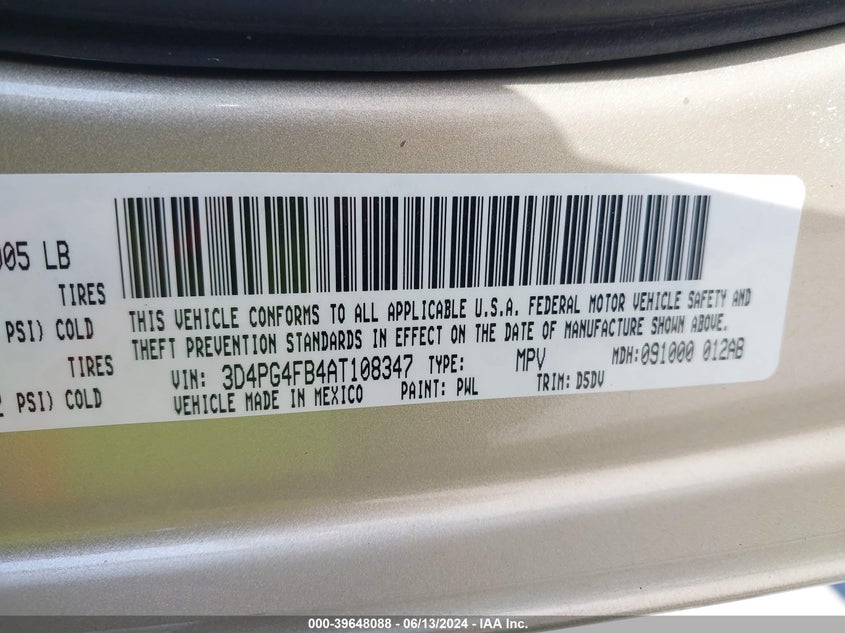 005 LB
TIRES
PSI) COLD
TIRES
PSI) COLD
THIS VEHICLE CONFORMS TO ALL APPLICABLE U.S.A. FEDERAL MOTOR VEHICLE SAFETY AND
THEFT PREVENTION STANDARDS IN EFFECT ON THE DATE OF MANUFACTURE SHOWN ABOVE.
VIN: 3D4PG4FB4AT108347 TYPE: MPV MDH:091000 012AB
VEHICLE MADE IN MEXICO PAINT: PWL TRIM: D5DV
000-39648088 - 06/13/2024 - IAA Inc.